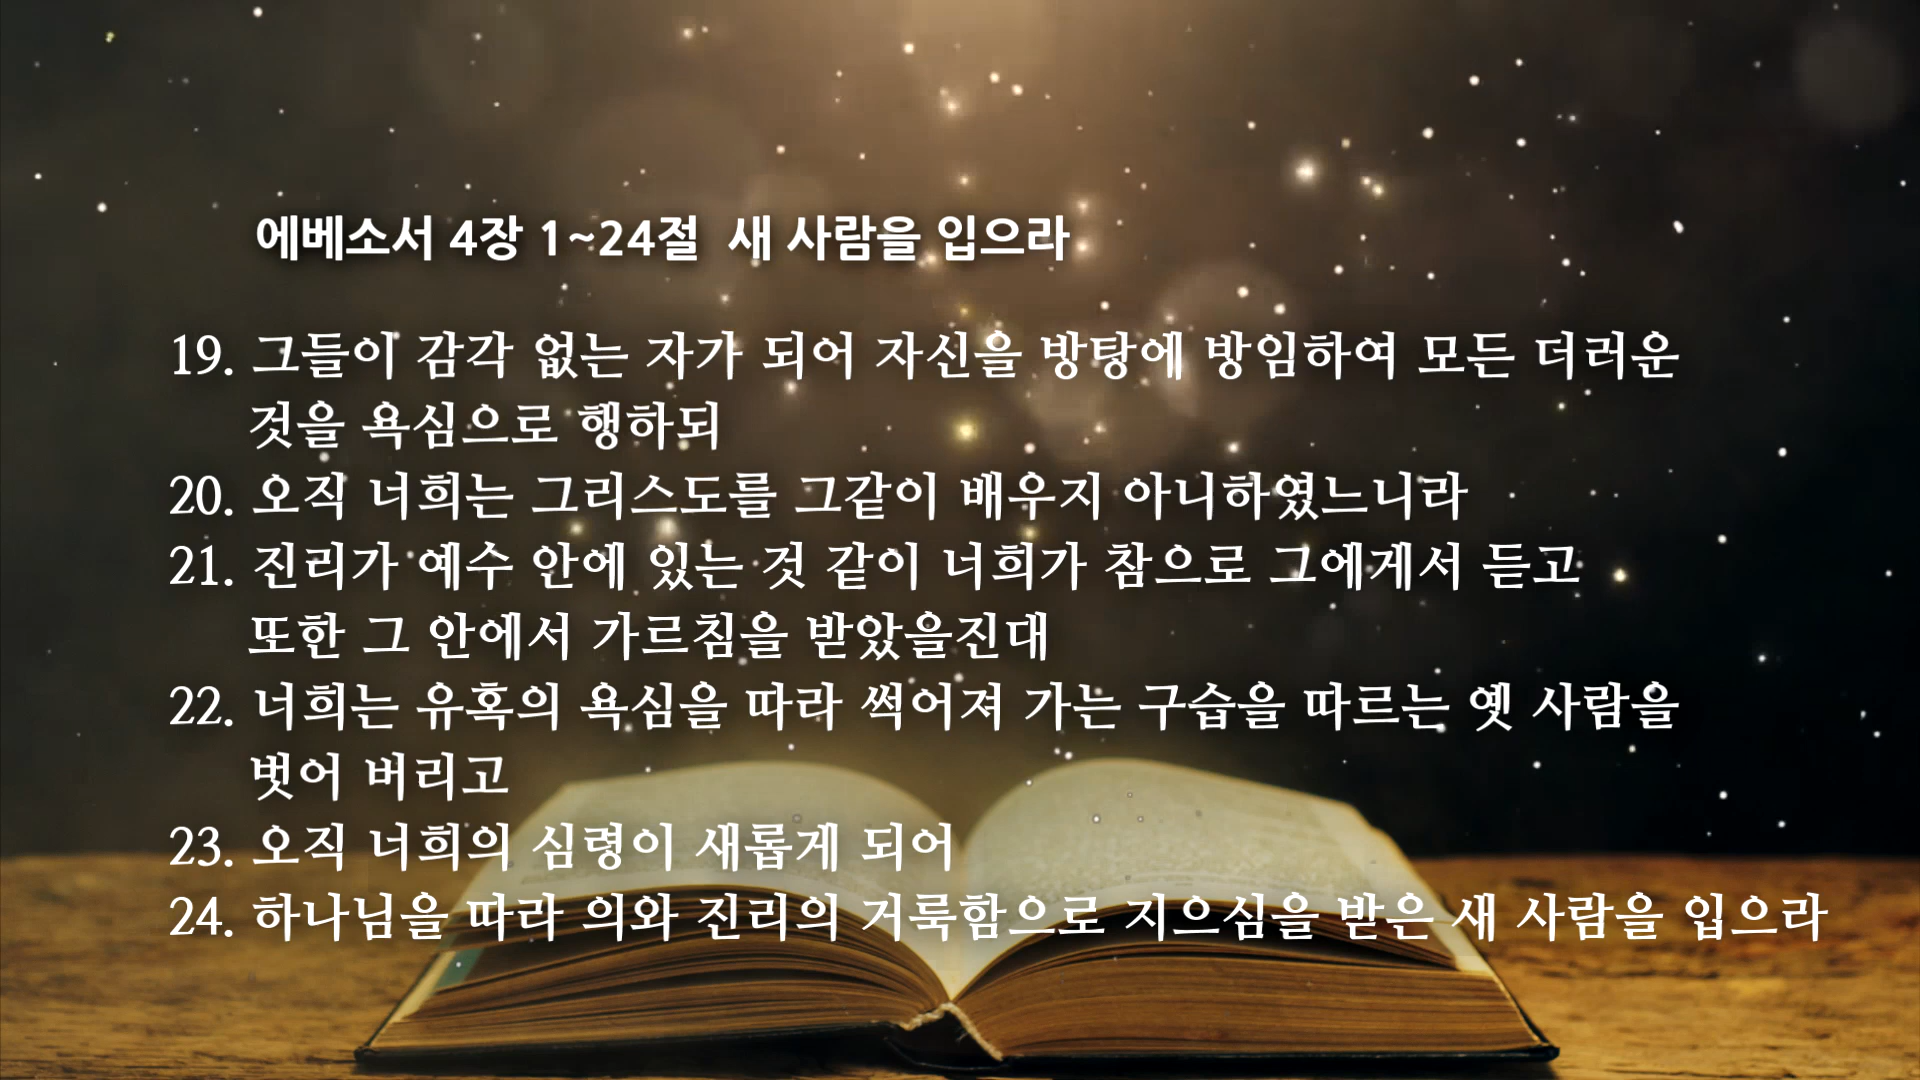 에베소서 4장 1~24절 새 사람을 입으라
19. 그들이 감각 없는 자가 되어 자신을 방탕에 방임하여 모든 더러운
것을 욕심으로 행하되
20. 오직 너희는 그리스도를 그같이 배우지 아니하였느니라
21. 진리가 예수 안에 있는 것 같이 너희가 참으로 그에게서 듣고
또한 그 안에서 가르침을 받았을진대
22. 너희는 유혹의 욕심을 따라 썩어져 가는 구습을 따르는 옛 사람을
벗어 버리고
23. 오직 너희의 심령이 새롭게 되어
24. 하나님을 따라 의와 진리의 거룩함으로 지으심을 받은 새 사람을 입으라